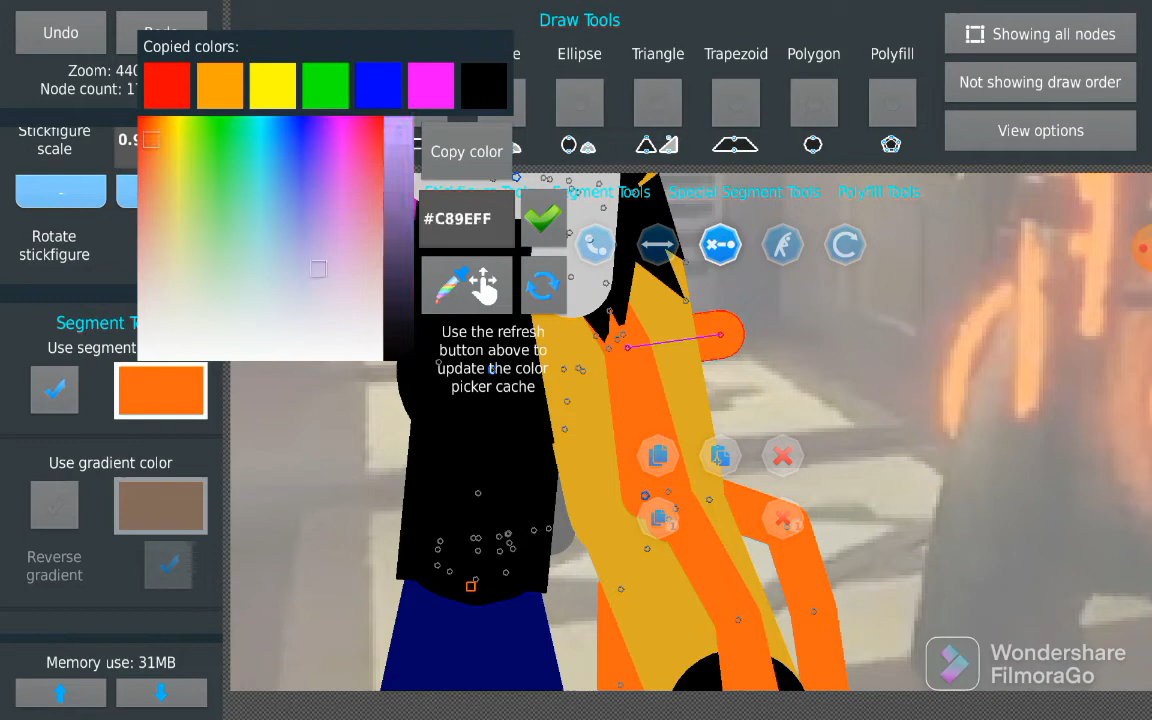 Undo
Copied colors:
Draw Tools
Ellipse
Triangle
Trapezoid
Polygon
Polyfill
Showing all nodes
Not showing draw order
View options
Zoom: 440
Node count:
Stickfigure
scale
Copy color
#C89EFF
Segment Tools
Special Segment Tools
Polyfill Tools
Rotate
stickfigure
Use the refresh
button above to
update the color
picker cache
Use segment
Use gradient color
Reverse
gradient
Memory use: 31MB
Wondershare
FilmoraGo